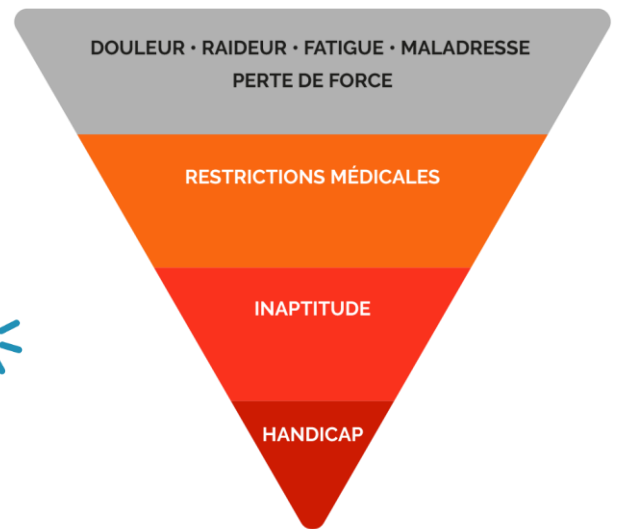 DOULEUR · RAIDEUR · FATIGUE · MALADRESSE
PERTE DE FORCE
RESTRICTIONS MÉDICALES
INAPTITUDE
HANDICAP